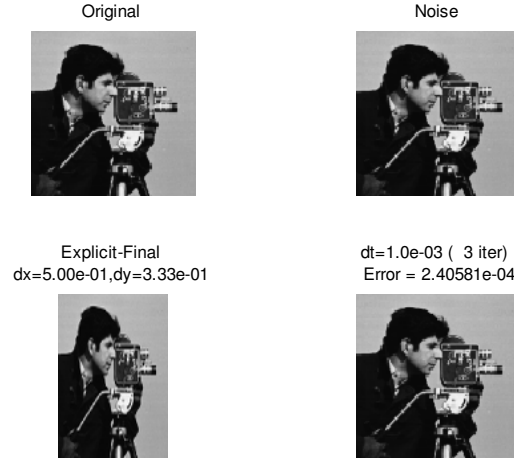 Original
Noise
Explicit-Final
dx=5.00e-01,dy=3.33e-01
dt=1.0e-03 (  3 iter)
Error = 2.40581e-04